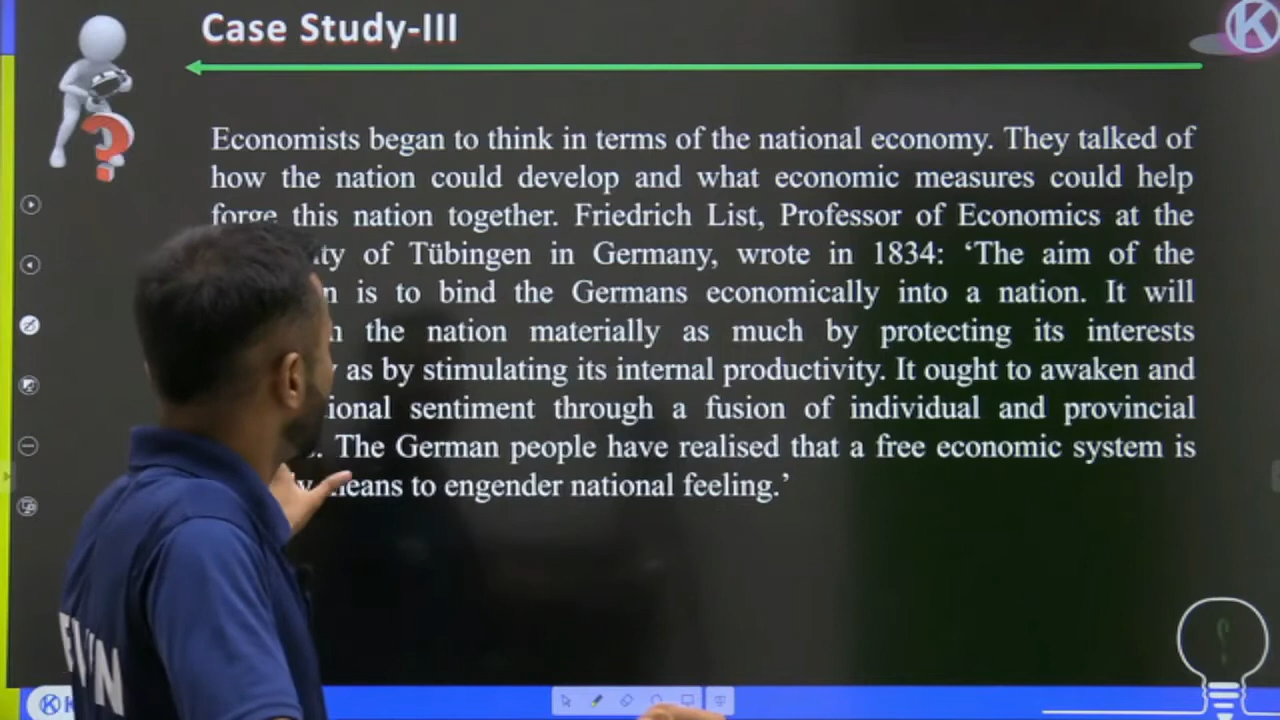 Case Study-III
K
Economists began to think in terms of the national economy. They talked of
how the nation could develop and what economic measures could help
forge this nation together. Friedrich List, Professor of Economics at the
of Tübingen in Germany, wrote in 1834: ‘The aim of the
is to bind the Germans economically into a nation. It will
the nation materially as much by protecting its interests
as by stimulating its internal productivity. It ought to awaken and
sentiment through a fusion of individual and provincial
The German people have realised that a free economic system is
means to engender national feeling.’
K